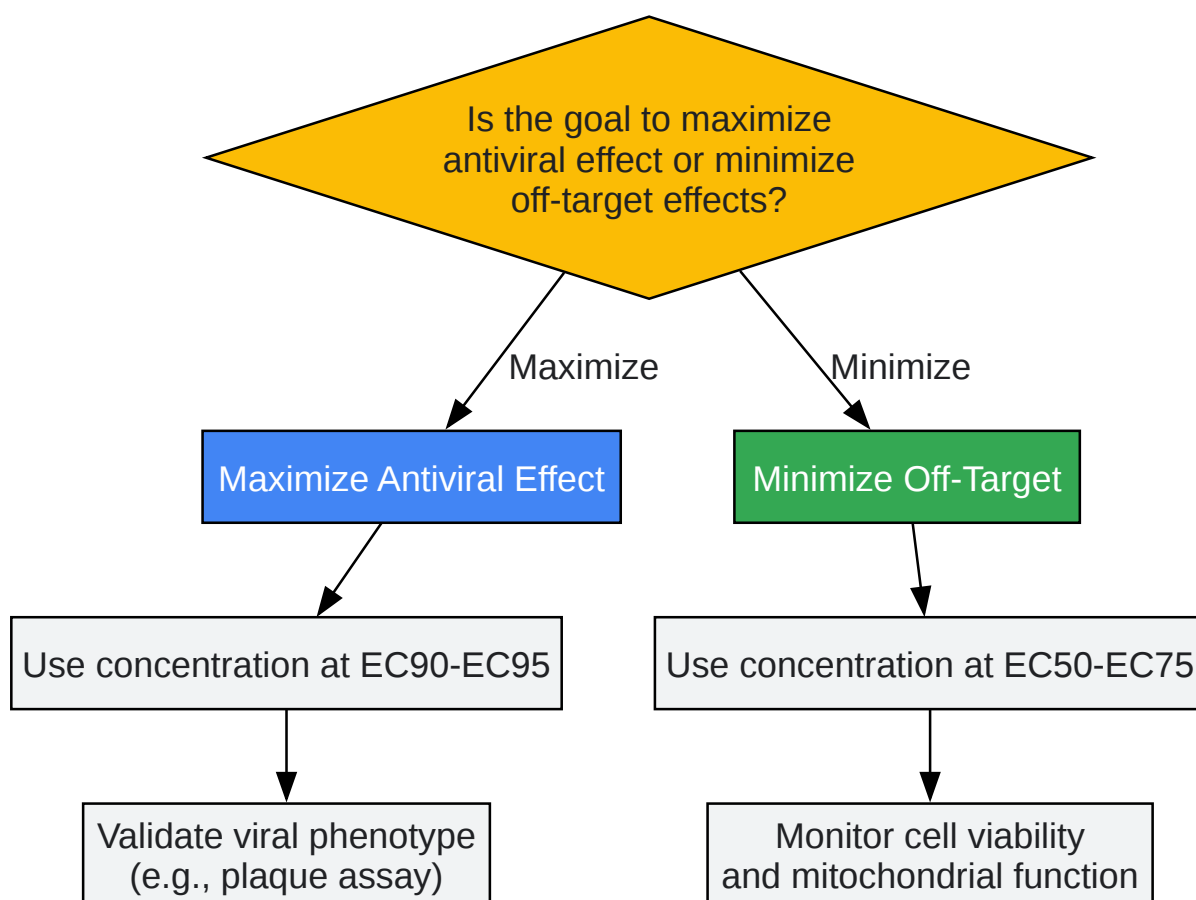 Is the goal to maximize
antiviral effect or minimize
off-target effects?
Maximize
Minimize
Maximize Antiviral Effect
Minimize Off-Target
Use concentration at EC90-EC95
Use concentration at EC50-EC75
Validate viral phenotype
(e.g., plaque assay)
Monitor cell viability
and mitochondrial function